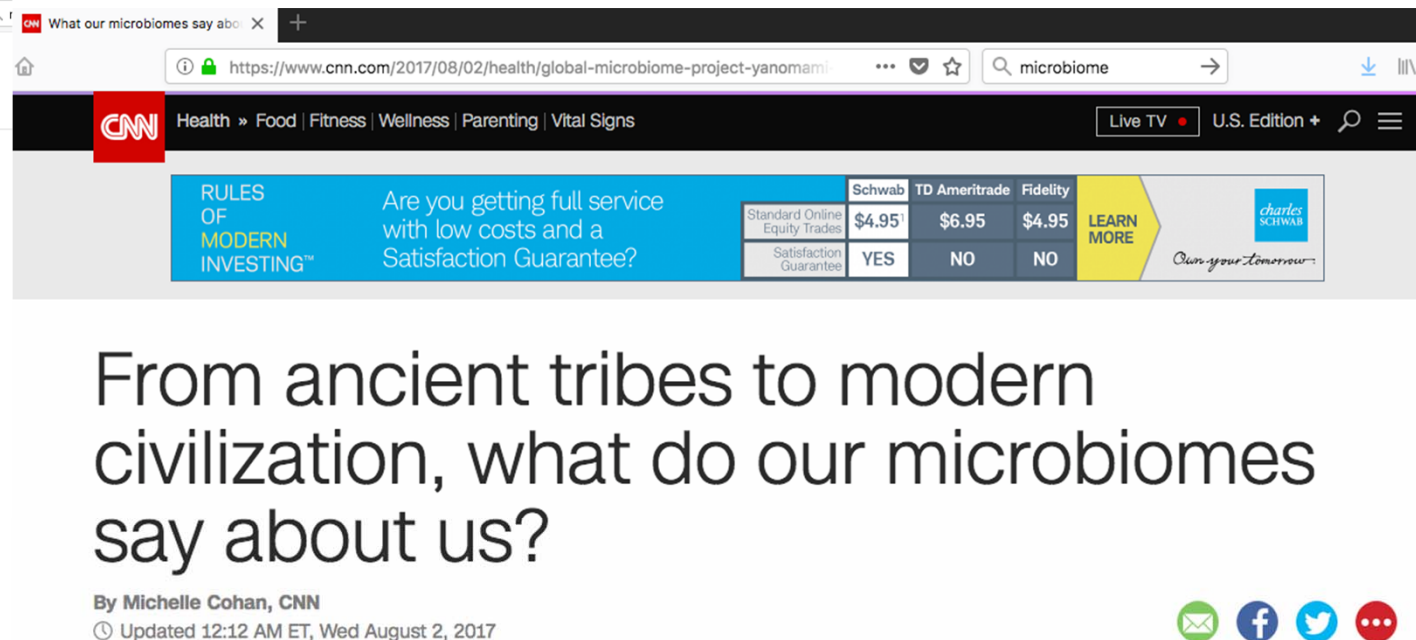 What our microbiomes say abo
https://www.cnn.com/2017/08/02/health/global-microbiome-project-yanomami-
microbiome
CNN
Health » Food | Fitness | Wellness | Parenting | Vital Signs
Live TV
U.S. Edition +
RULES
OF
MODERN
INVESTING™
Are you getting full service
with low costs and a
Satisfaction Guarantee?
Schwab TD Ameritrade Fidelity
Standard Online
Equity Trades
$4.95¹ $6.95 $4.95
Satisfaction
Guarantee
YES NO NO
LEARN
MORE
charles
SCHWAB
Own your tomorrow.
From ancient tribes to modern
civilization, what do our microbiomes
say about us?
By Michelle Cohan, CNN
Updated 12:12 AM ET, Wed August 2, 2017